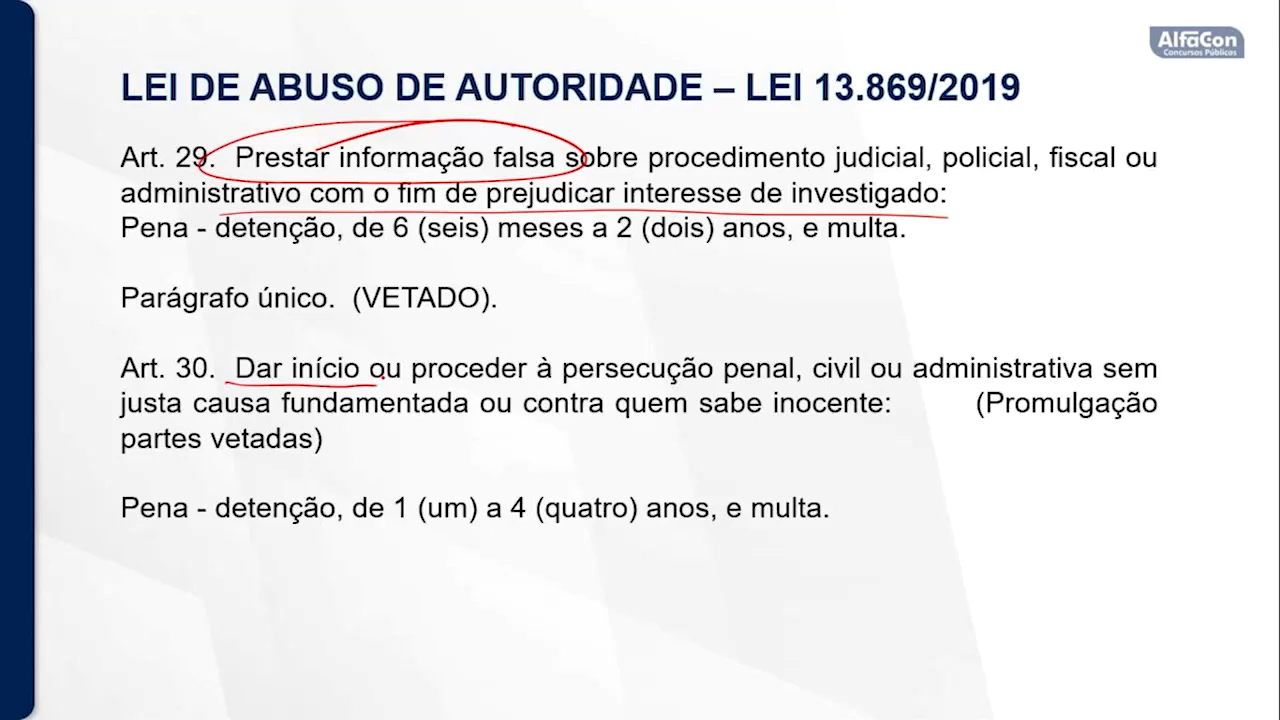 AlfaCon
Concursos Públicos
LEI DE ABUSO DE AUTORIDADE – LEI 13.869/2019
Art. 29. Prestar informação falsa sobre procedimento judicial, policial, fiscal ou
administrativo com o fim de prejudicar interesse de investigado:
Pena - detenção, de 6 (seis) meses a 2 (dois) anos, e multa.
Parágrafo único. (VETADO).
Art. 30. Dar início ou proceder à persecução penal, civil ou administrativa sem
justa causa fundamentada ou contra quem sabe inocente: (Promulgação
partes vetadas)
Pena - detenção, de 1 (um) a 4 (quatro) anos, e multa.